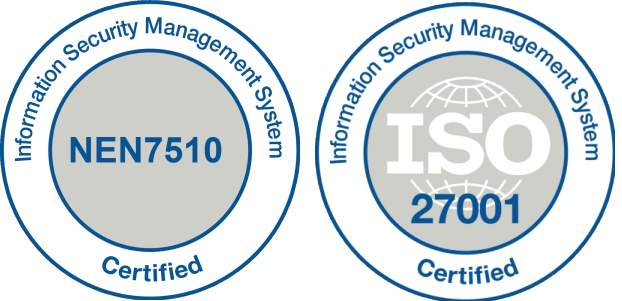 Information Security Management System
NEN7510
Certified
Information Security Management System
ISO
27001
Certified